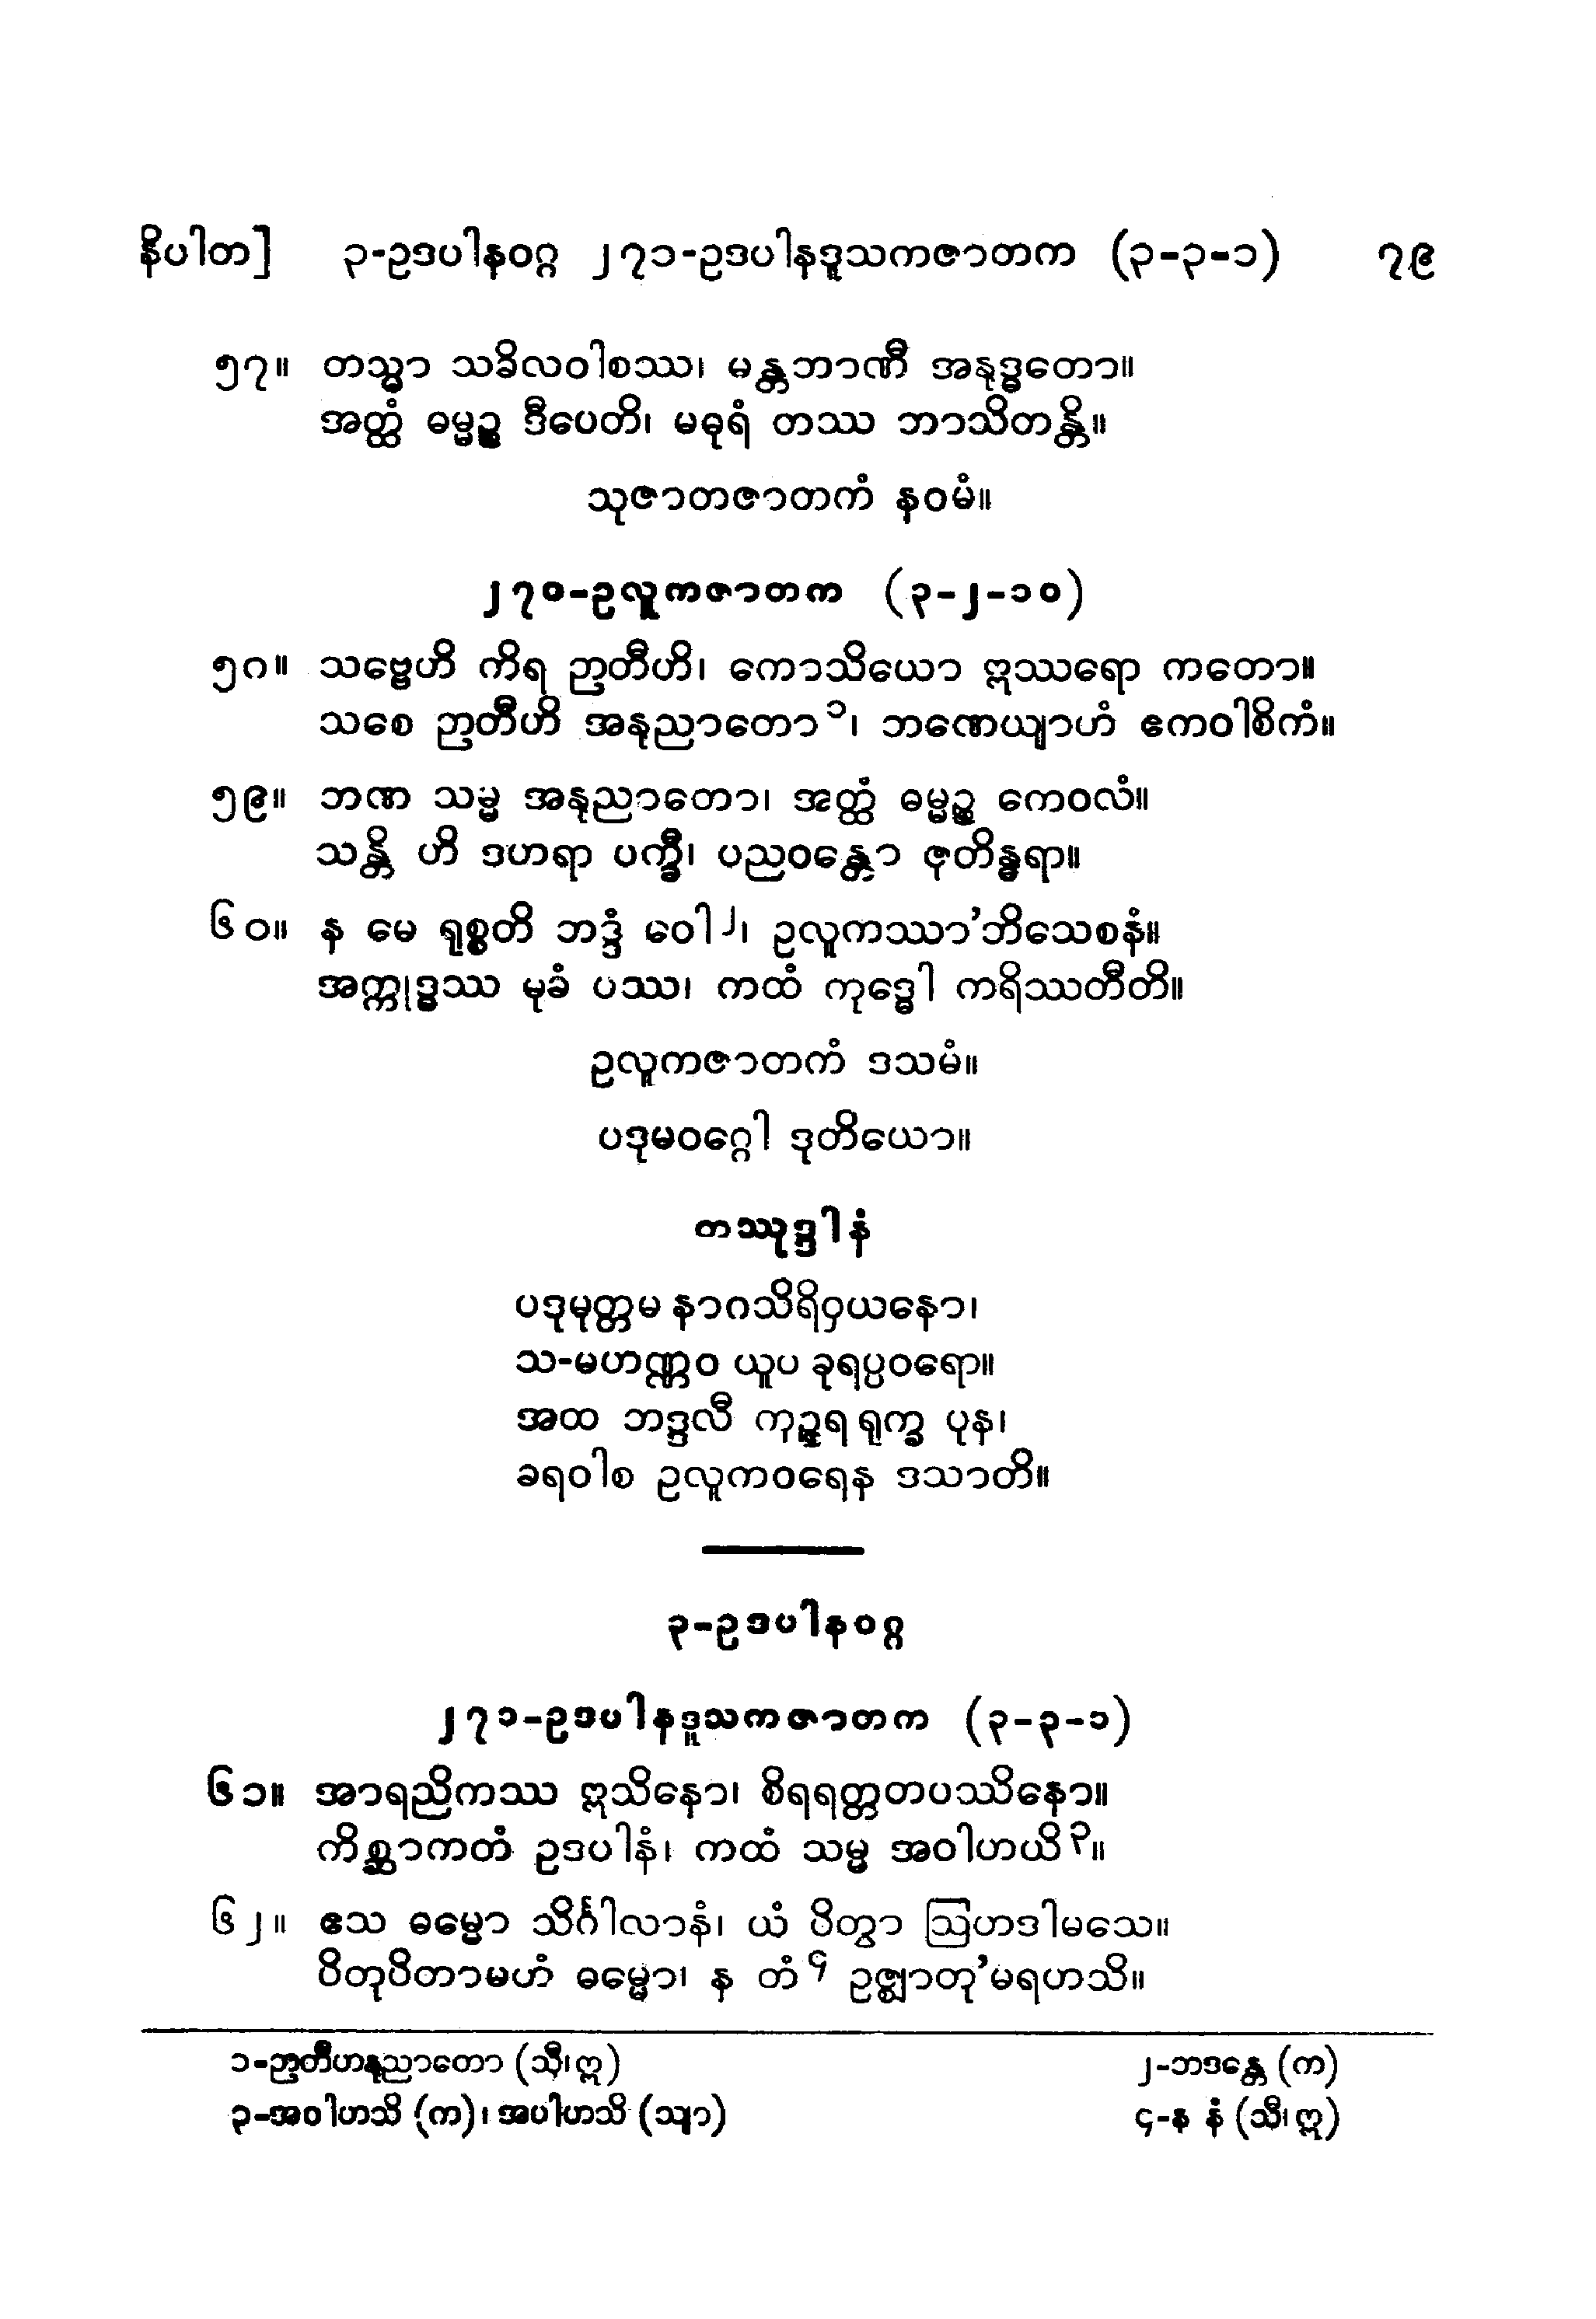 နိပါတ]   ၃-ဥဒပါနဝဂ္ဂ ၂၇၁-ဥဒပါနဒူသကဇာတက (၃-၃-၁)   ၇၉
၅၇။ တသ္မာ သခိလဝါစဿ၊ မန္တဘာဏီ အနုဒ္ဓတော။
အတ္ထံ ဓမ္မဉ္စ ဒီပေတိ၊ မဓုရံ တဿ ဘာသိတန္တိ။
သုဇာတဇာတကံ နဝမံ။
၂၇၀-ဥလူကဇာတက (၃-၂-၁၀)
၅၈။ သဗ္ဗေဟိ ကိရ ဉာတီဟိ၊ ကောသိယော ဣဿရော ကတော။
သစေ ဉာတီဟိ အနုညာတော၁၊ ဘဏေယျာဟံ ဧကဝါစိကံ။
၅၉။ ဘဏ သမ္မ အနုညာတော၊ အတ္ထံ ဓမ္မဉ္စ ကေဝလံ။
သန္တိ ဟိ ဒဟရာ ပက္ခီ၊ ပညဝန္တော ဇုတိန္ဓရာ။
၆၀။ န မေ ရုစ္စတိ ဘဒ္ဒံ ဝေါ၂၊ ဥလူကဿာ’ဘိသေစနံ။
အက္ကုဒ္ဓဿ မုခံ ပဿ၊ ကထံ ကုဒ္ဓေါ ကရိဿတီတိ။
ဥလူကဇာတကံ ဒသမံ။
ပဒုမဝဂ္ဂေါ ဒုတိယော။
တဿုဒ္ဒါနံ
ပဒုမုတ္တမ နာဂသိရိဝှယနော၊
သ-မဟဏ္ဏဝ ယူပ ခုရပ္ပဝရော။
အထ ဘဒ္ဒလီ ကုဉ္ဇရ ရုက္ခ ပုန၊
ခရဝါစ ဥလူကဝရေန ဒသာတိ။
၃-ဥဒပါနဝဂ္ဂ
၂၇၁-ဥဒပါနဒူသကဇာတက (၃-၃-၁)
၆၁။ အာရညိကဿ ဣသိနော၊ စိရရတ္တတပဿိနော။
ကိစ္ဆာကတံ ဥဒပါနံ၊ ကထံ သမ္မ အဝါဟယိ၃။
၆၂။ ဧသ ဓမ္မော သိင်္ဂါလာနံ၊ ယံ ပိတွာ ဩဟဒါမသေ။
ပိတုပိတာမဟံ ဓမ္မော၊ န တံ၄ ဥဇ္ဈာတု’မရဟသိ။
၁-ဉာတီဟနုညာတော (သီ၊ဣ)   ၂-ဘဒန္တေ (က)
၃-အဝါဟသိ (က)၊ အပါဟသိ (သျာ)   ၄-န နံ (သီ၊ ဣ)